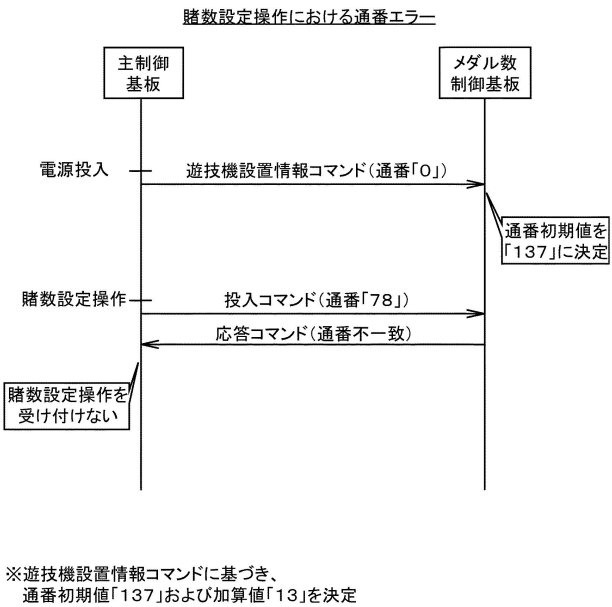 賭数設定操作における通番エラー
主制御
基板
メダル数
制御基板
電源投入
遊技機設置情報コマンド(通番「0」)
通番初期値を
「137」に決定
賭数設定操作
投入コマンド(通番「78」)
応答コマンド(通番不一致)
賭数設定操作を
受け付けない
※遊技機設置情報コマンドに基づき、
通番初期値「137」および加算値「13」を決定